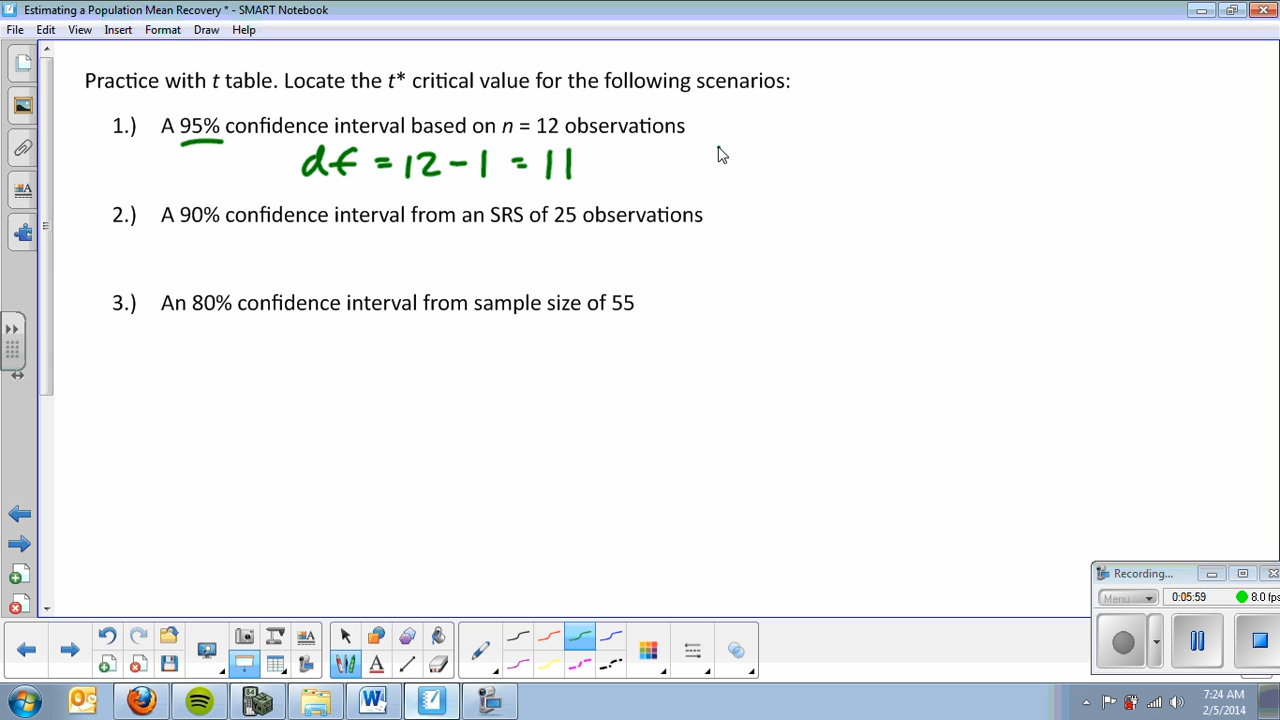 Estimating a Population Mean Recovery * - SMART Notebook
File Edit View Insert Format Draw Help
Practice with t table. Locate the t* critical value for the following scenarios:
1.) A 95% confidence interval based on n = 12 observations
df = 12 - 1 = 11
2.) A 90% confidence interval from an SRS of 25 observations
3.) An 80% confidence interval from sample size of 55
Recording...
Menu 0:05:59 8.0 fps
7:24 AM
2/5/2014